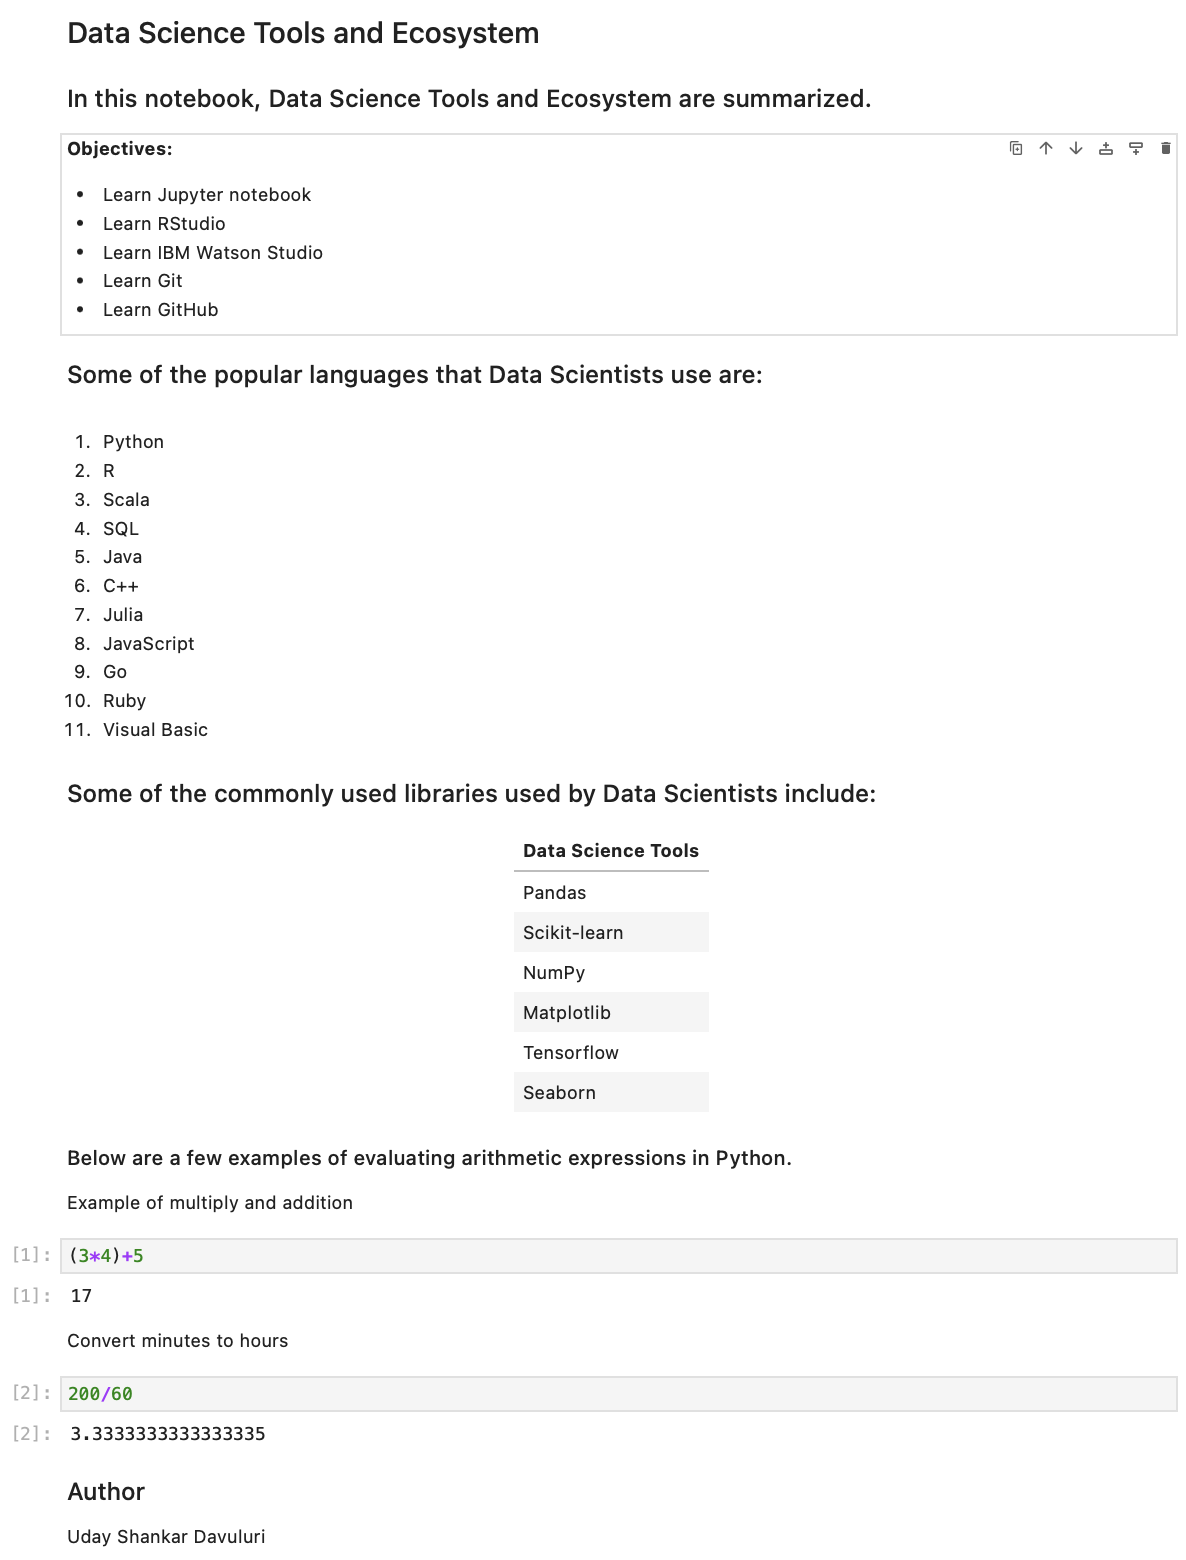 Data Science Tools and Ecosystem
In this notebook, Data Science Tools and Ecosystem are summarized.
Objectives:
• Learn Jupyter notebook
• Learn RStudio
• Learn IBM Watson Studio
• Learn Git
• Learn GitHub
Some of the popular languages that Data Scientists use are:
1. Python
2. R
3. Scala
4. SQL
5. Java
6. C++
7. Julia
8. JavaScript
9. Go
10. Ruby
11. Visual Basic
Some of the commonly used libraries used by Data Scientists include:
Data Science Tools
Pandas
Scikit-learn
NumPy
Matplotlib
Tensorflow
Seaborn
Below are a few examples of evaluating arithmetic expressions in Python.
Example of multiply and addition
[1]: (3*4)+5
[1]: 17
Convert minutes to hours
[2]: 200/60
[2]: 3.3333333333333335
Author
Uday Shankar Davuluri